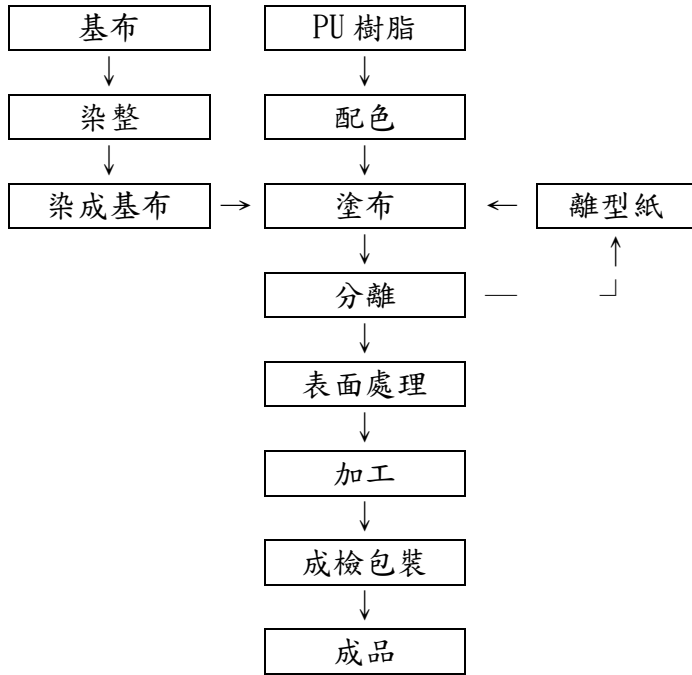 基布
PU 樹脂
染整
配色
染成基布
塗布
離型紙
分離
表面處理
加工
成檢包裝
成品